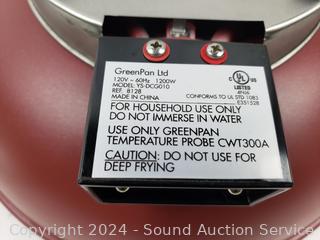 GreenPan Ltd
120V ~ 60Hz 1200W
MODEL: YS-DCG010
REF. 8128
MADE IN CHINA
C UL US
LISTED
CONFORMS TO UL STD 1083
E351528
FOR HOUSEHOLD USE ONLY
DO NOT IMMERSE IN WATER
USE ONLY GREENPAN
TEMPERATURE PROBE CWT300A
CAUTION: DO NOT USE FOR
DEEP FRYING
Copyright 2024 - Sound Auction Service